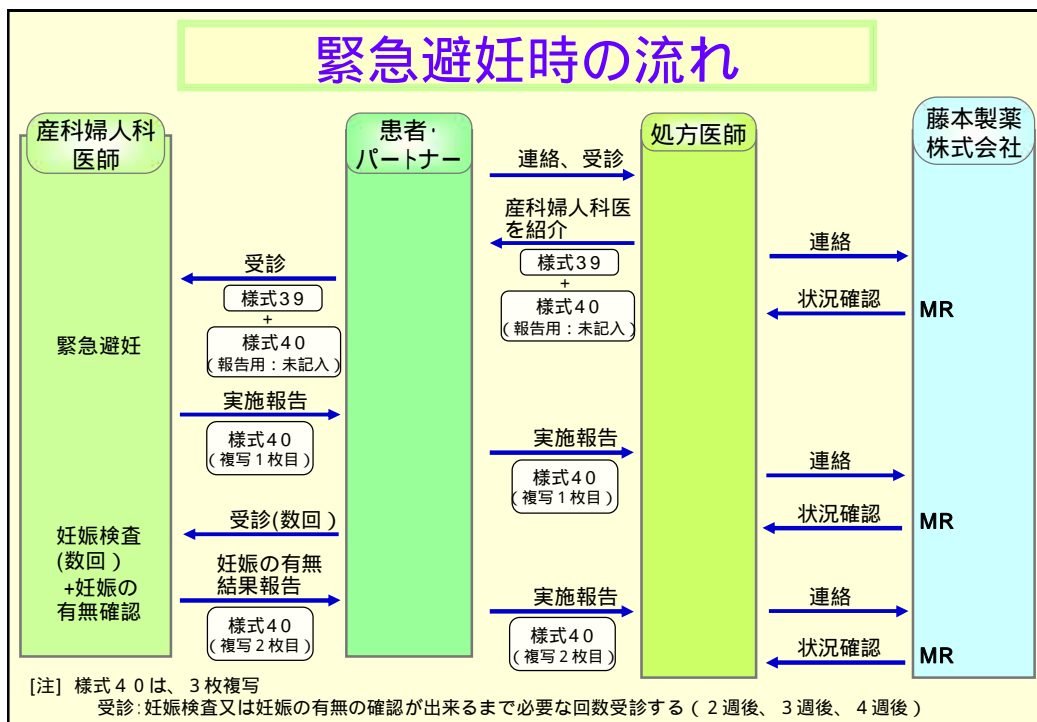 緊急避妊時の流れ
産科婦人科
医師
患者・
パートナー
処方医師
藤本製薬
株式会社
連絡、受診
産科婦人科医
を紹介
様式39
+
様式40
(報告用:未記入)
連絡
状況確認
MR
受診
様式39
+
様式40
(報告用:未記入)
緊急避妊
実施報告
様式40
(複写1枚目)
実施報告
様式40
(複写1枚目)
連絡
状況確認
MR
受診(数回)
妊娠検査
(数回)
+妊娠の
有無確認
妊娠の有無
結果報告
様式40
(複写2枚目)
実施報告
様式40
(複写2枚目)
連絡
状況確認
MR
[注] 様式40は、3枚複写
受診:妊娠検査又は妊娠の有無の確認が出来るまで必要な回数受診する(2週後、3週後、4週後)